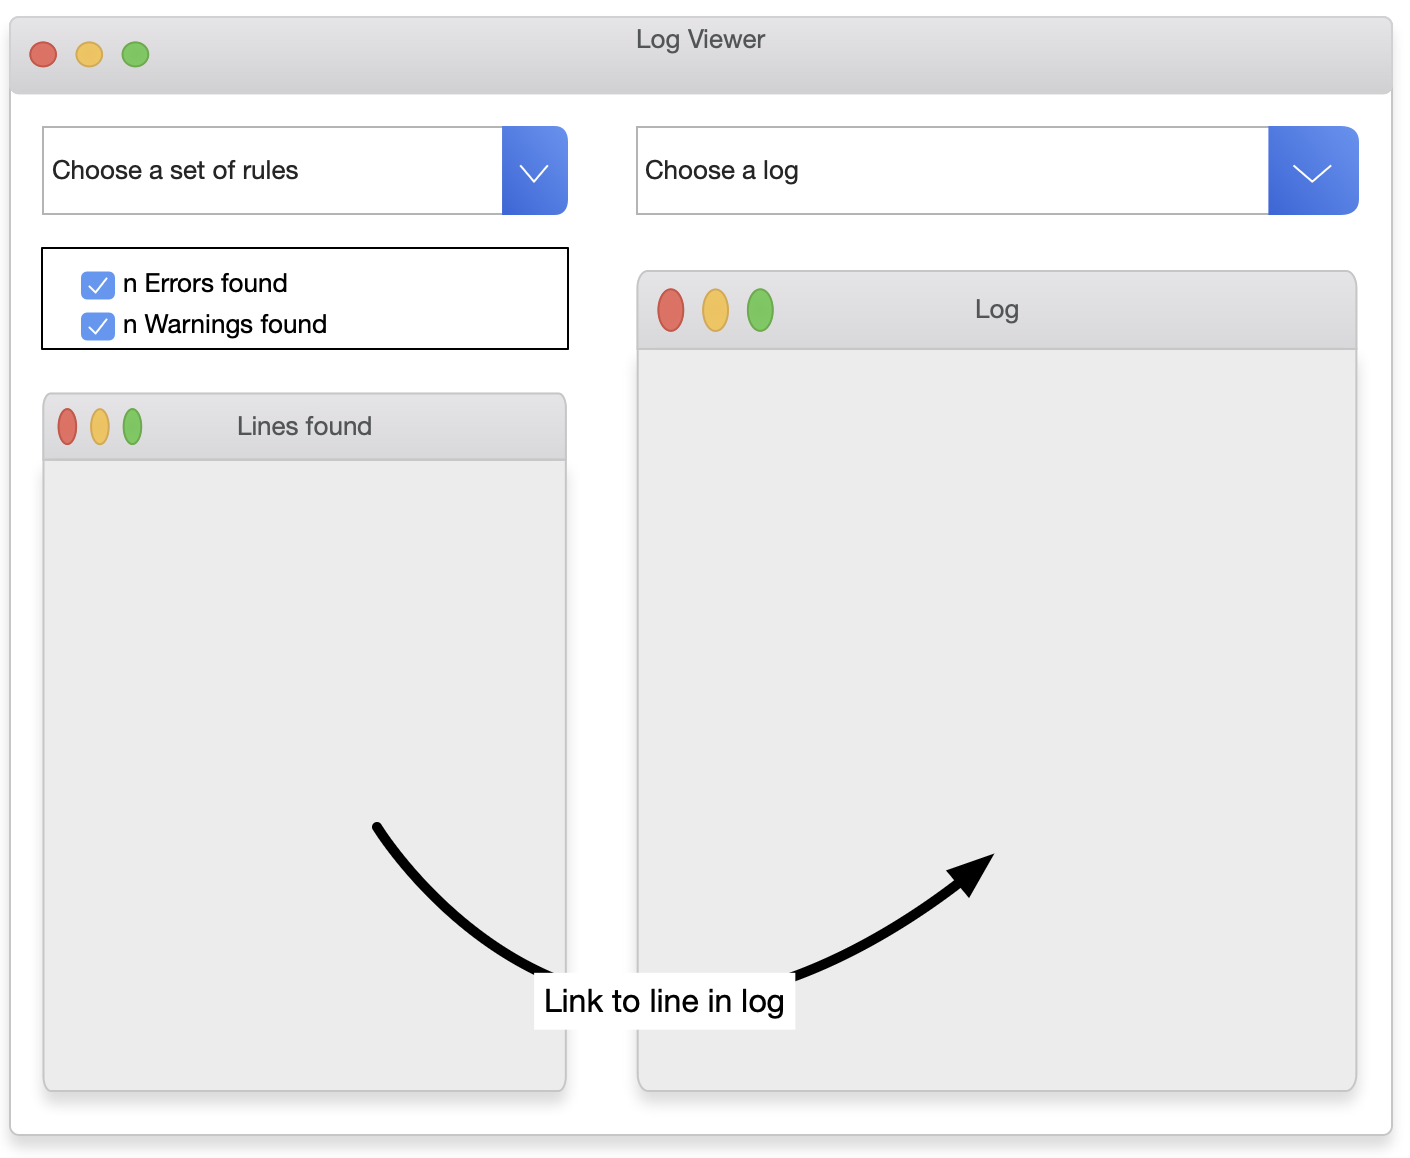 Log Viewer
Choose a set of rules
Choose a log
n Errors found
n Warnings found
Log
Lines found
Link to line in log